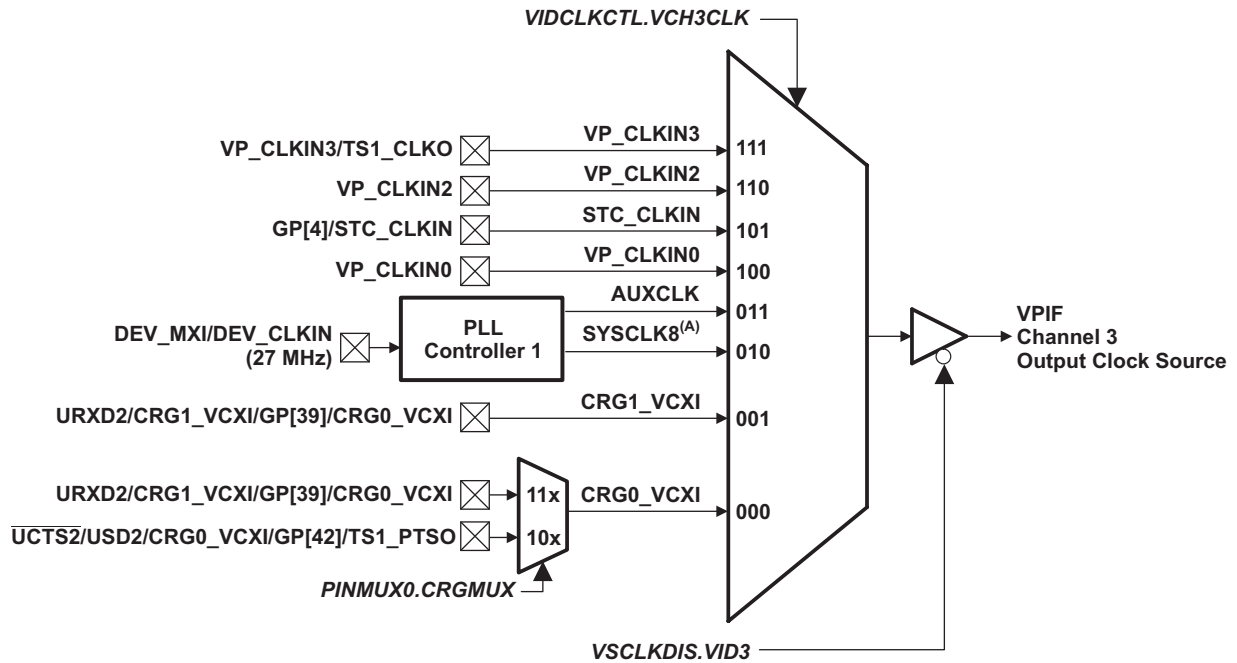 VIDCLKCTL.VCH3CLK
VP_CLKIN3/TS1_CLKO
VP_CLKIN3
111
VP_CLKIN2
VP_CLKIN2
110
GP[4]/STC_CLKIN
STC_CLKIN
101
VP_CLKIN0
VP_CLKIN0
100
DEV_MXI/DEV_CLKIN
(27 MHz)
PLL
Controller 1
AUXCLK
011
SYSCLK8(A)
010
VPIF
Channel 3
Output Clock Source
URXD2/CRG1_VCXI/GP[39]/CRG0_VCXI
CRG1_VCXI
001
URXD2/CRG1_VCXI/GP[39]/CRG0_VCXI
11x
CRG0_VCXI
000
UCTS2/USD2/CRG0_VCXI/GP[42]/TS1_PTSO
10x
PINMUX0.CRGMUX
VSCLKDIS.VID3